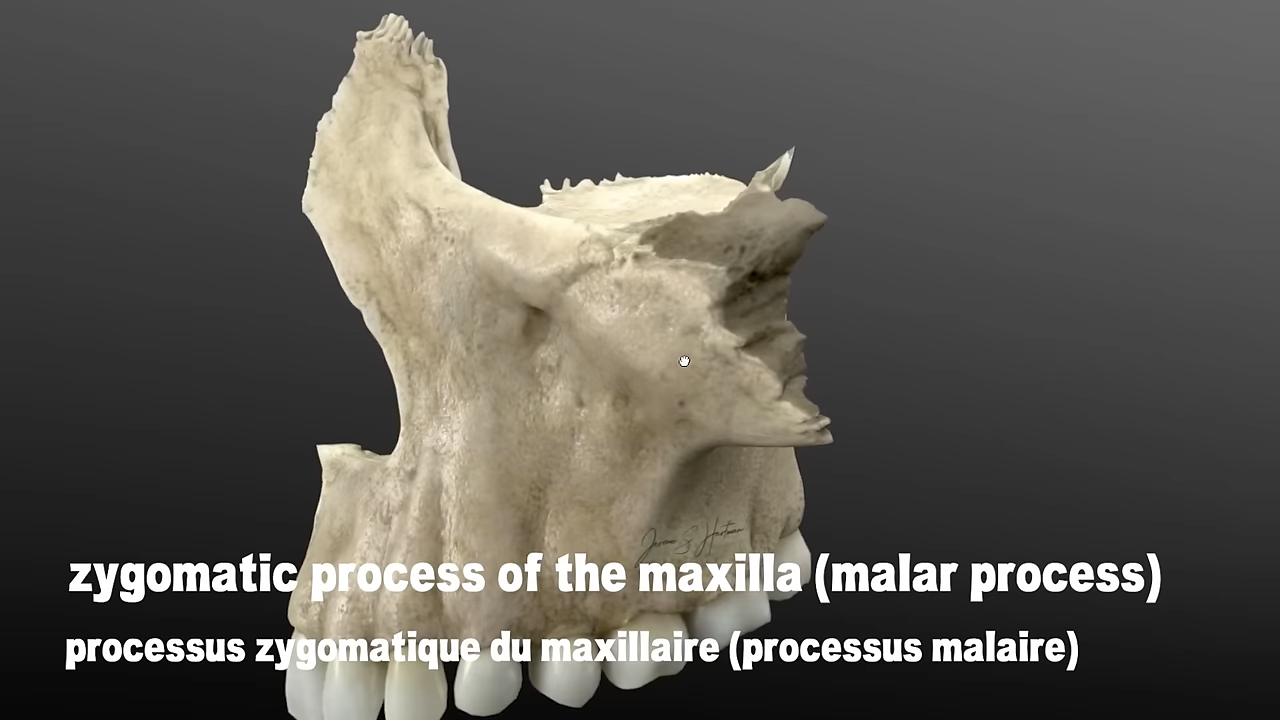 zygomatic process of the maxilla (malar process)
processus zygomatique du maxillaire (processus malaire)